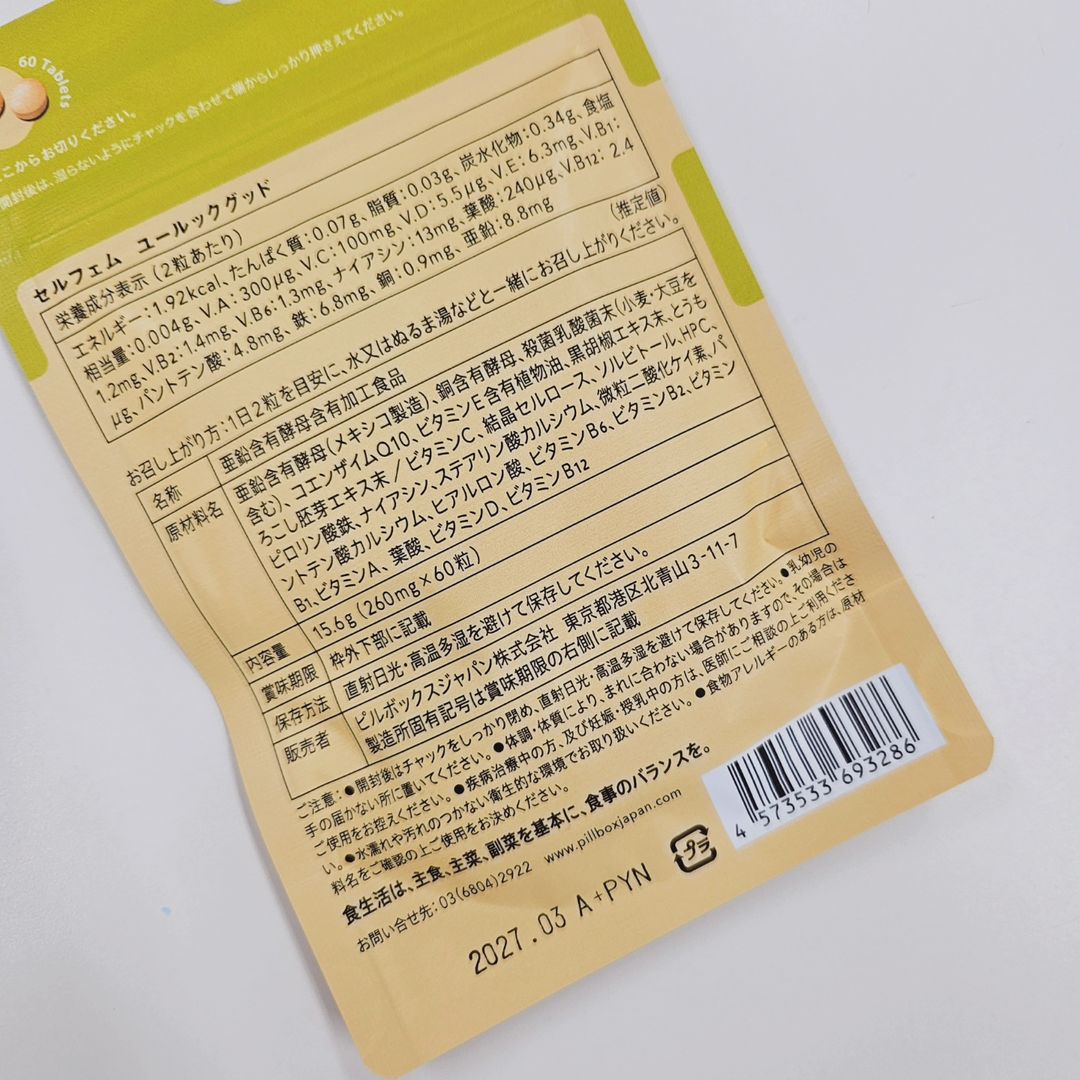 60 Tablets
こからお切りください。
開封後は、湿らないようにチャックを合わせて端からしっかり押さえてください。
セルフェム ユールックグッド
栄養成分表示(2粒あたり)
エネルギー:1.92kcal、たんぱく質:0.07g、脂質:0.03g、炭水化物:0.34g、食塩
相当量:0.004g、V.A:300μg、V.C:100mg、V.D:5.5μg、V.E:6.3mg、V.B1:
1.2mg、V.B2:1.4mg、V.B6:1.3mg、ナイアシン:13mg、葉酸:240μg、V.B12:2.4
μg、パントテン酸:4.8mg、鉄:6.8mg、銅:0.9mg、亜鉛:8.8mg
(推定値)
お召し上がり方:1日2粒を目安に、水又はぬるま湯などと一緒にお召し上がりください。
名称 亜鉛含有酵母含有加工食品
原材料名 亜鉛含有酵母(メキシコ製造)、銅含有酵母、殺菌乳酸菌末(小麦・大豆を
含む)、コエンザイムQ10、ビタミンE含有植物油、黒胡椒エキス末、とうも
ろこし胚芽エキス末/ビタミンC、結晶セルロース、ソルビトール、HPC、
ピロリン酸鉄、ナイアシン、ステアリン酸カルシウム、微粒二酸化ケイ素、パ
ントテン酸カルシウム、ヒアルロン酸、ビタミンB6、ビタミンB2、ビタミン
B1、ビタミンA、葉酸、ビタミンD、ビタミンB12
内容量 15.6g(260mg×60粒)
賞味期限 枠外下部に記載
保存方法 直射日光・高温多湿を避けて保存してください。
販売者 ピルボックスジャパン株式会社 東京都港区北青山3-11-7
製造所固有記号は賞味期限の右側に記載
ご注意:●開封後はチャックをしっかり閉め、直射日光・高温多湿を避けて保存してください。●乳幼児の
手の届かない所に置いてください。●体調・体質により、まれに合わない場合がありますので、その場合は
ご使用をお控えください。●疾病治療中の方、及び妊娠・授乳中の方は、医師にご相談の上ご利用くださ
い。●水濡れや汚れのつかない衛生的な環境でお取り扱いください。●食物アレルギーのある方は、原材
料名をご確認の上ご使用をお決めください。
食生活は、主食、主菜、副菜を基本に、食事のバランスを。
お問い合せ先:03(6804)2922 www.pillboxjapan.com
プラ
4 573533 693286
2027.03 A+PYN